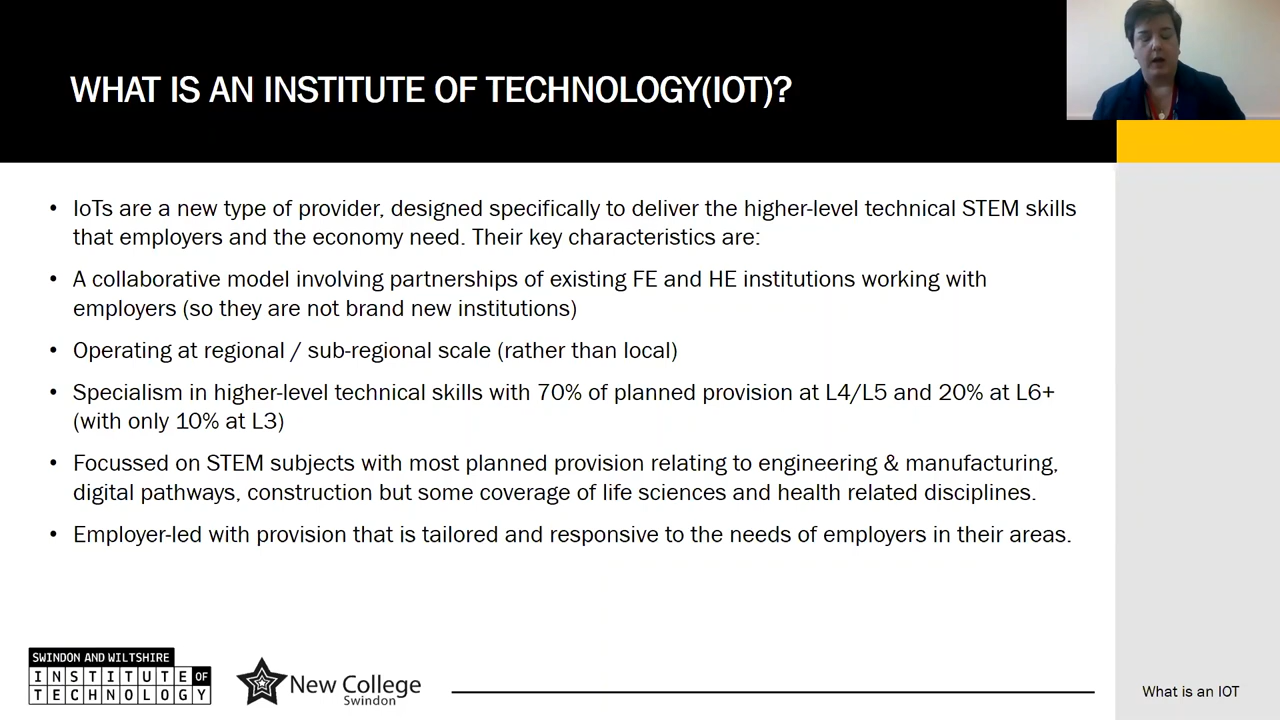 WHAT IS AN INSTITUTE OF TECHNOLOGY(IOT)?
• IoTs are a new type of provider, designed specifically to deliver the higher-level technical STEM skills
that employers and the economy need. Their key characteristics are:
• A collaborative model involving partnerships of existing FE and HE institutions working with
employers (so they are not brand new institutions)
• Operating at regional / sub-regional scale (rather than local)
• Specialism in higher-level technical skills with 70% of planned provision at L4/L5 and 20% at L6+
(with only 10% at L3)
• Focussed on STEM subjects with most planned provision relating to engineering & manufacturing,
digital pathways, construction but some coverage of life sciences and health related disciplines.
• Employer-led with provision that is tailored and responsive to the needs of employers in their areas.
SWINDON AND WILTSHIRE
INSTITUTE OF
TECHNOLOGY
New College
Swindon
What is an IOT